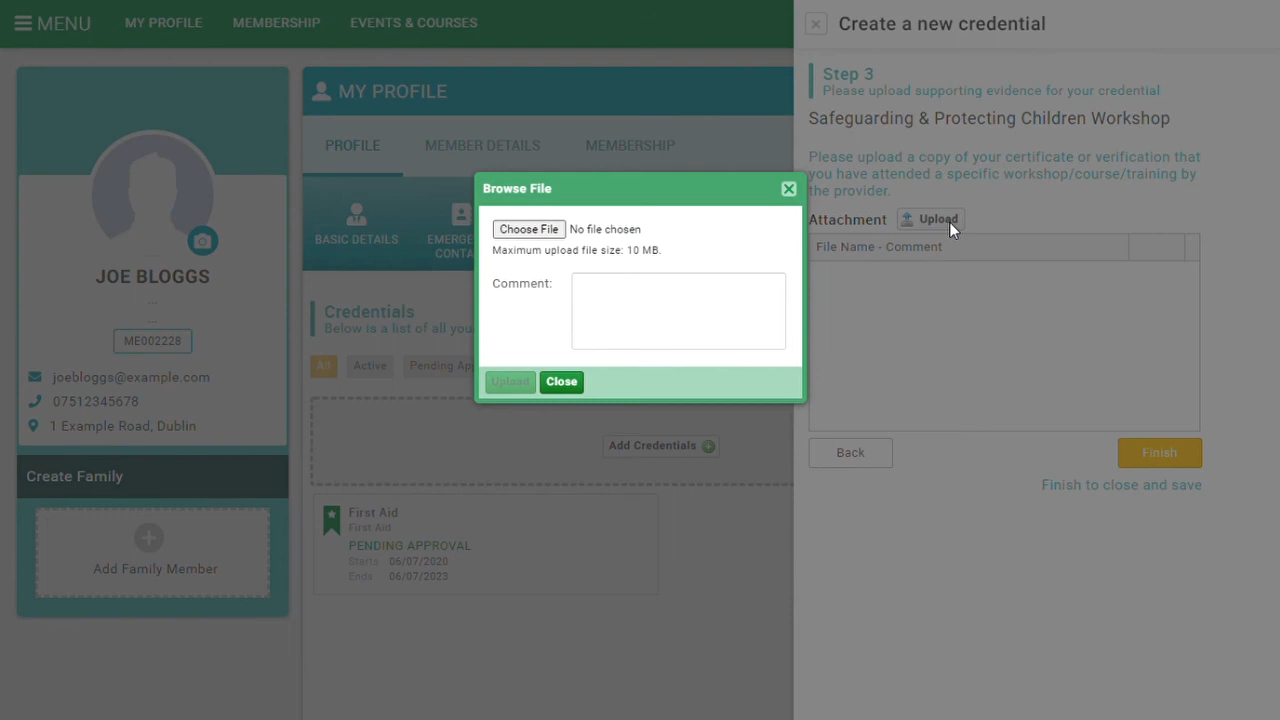 MENU
MY PROFILE
MEMBERSHIP
EVENTS & COURSES
JOE BLOGGS
...
...
ME002228
joebloggs@example.com
07512345678
1 Example Road, Dublin
Create Family
Add Family Member
MY PROFILE
PROFILE
MEMBER DETAILS
MEMBERSHIP
BASIC DETAILS
EMERGE
CONTA
Credentials
Below is a list of all you
All
Active
Pending App
Add Credentials
First Aid
First Aid
PENDING APPROVAL
Starts 06/07/2020
Ends 06/07/2023
Browse File
Choose File No file chosen
Maximum upload file size: 10 MB.
Comment:
Upload
Close
Create a new credential
Step 3
Please upload supporting evidence for your credential
Safeguarding & Protecting Children Workshop
Please upload a copy of your certificate or verification that
you have attended a specific workshop/course/training by
the provider.
Attachment
Upload
File Name - Comment
Back
Finish
Finish to close and save